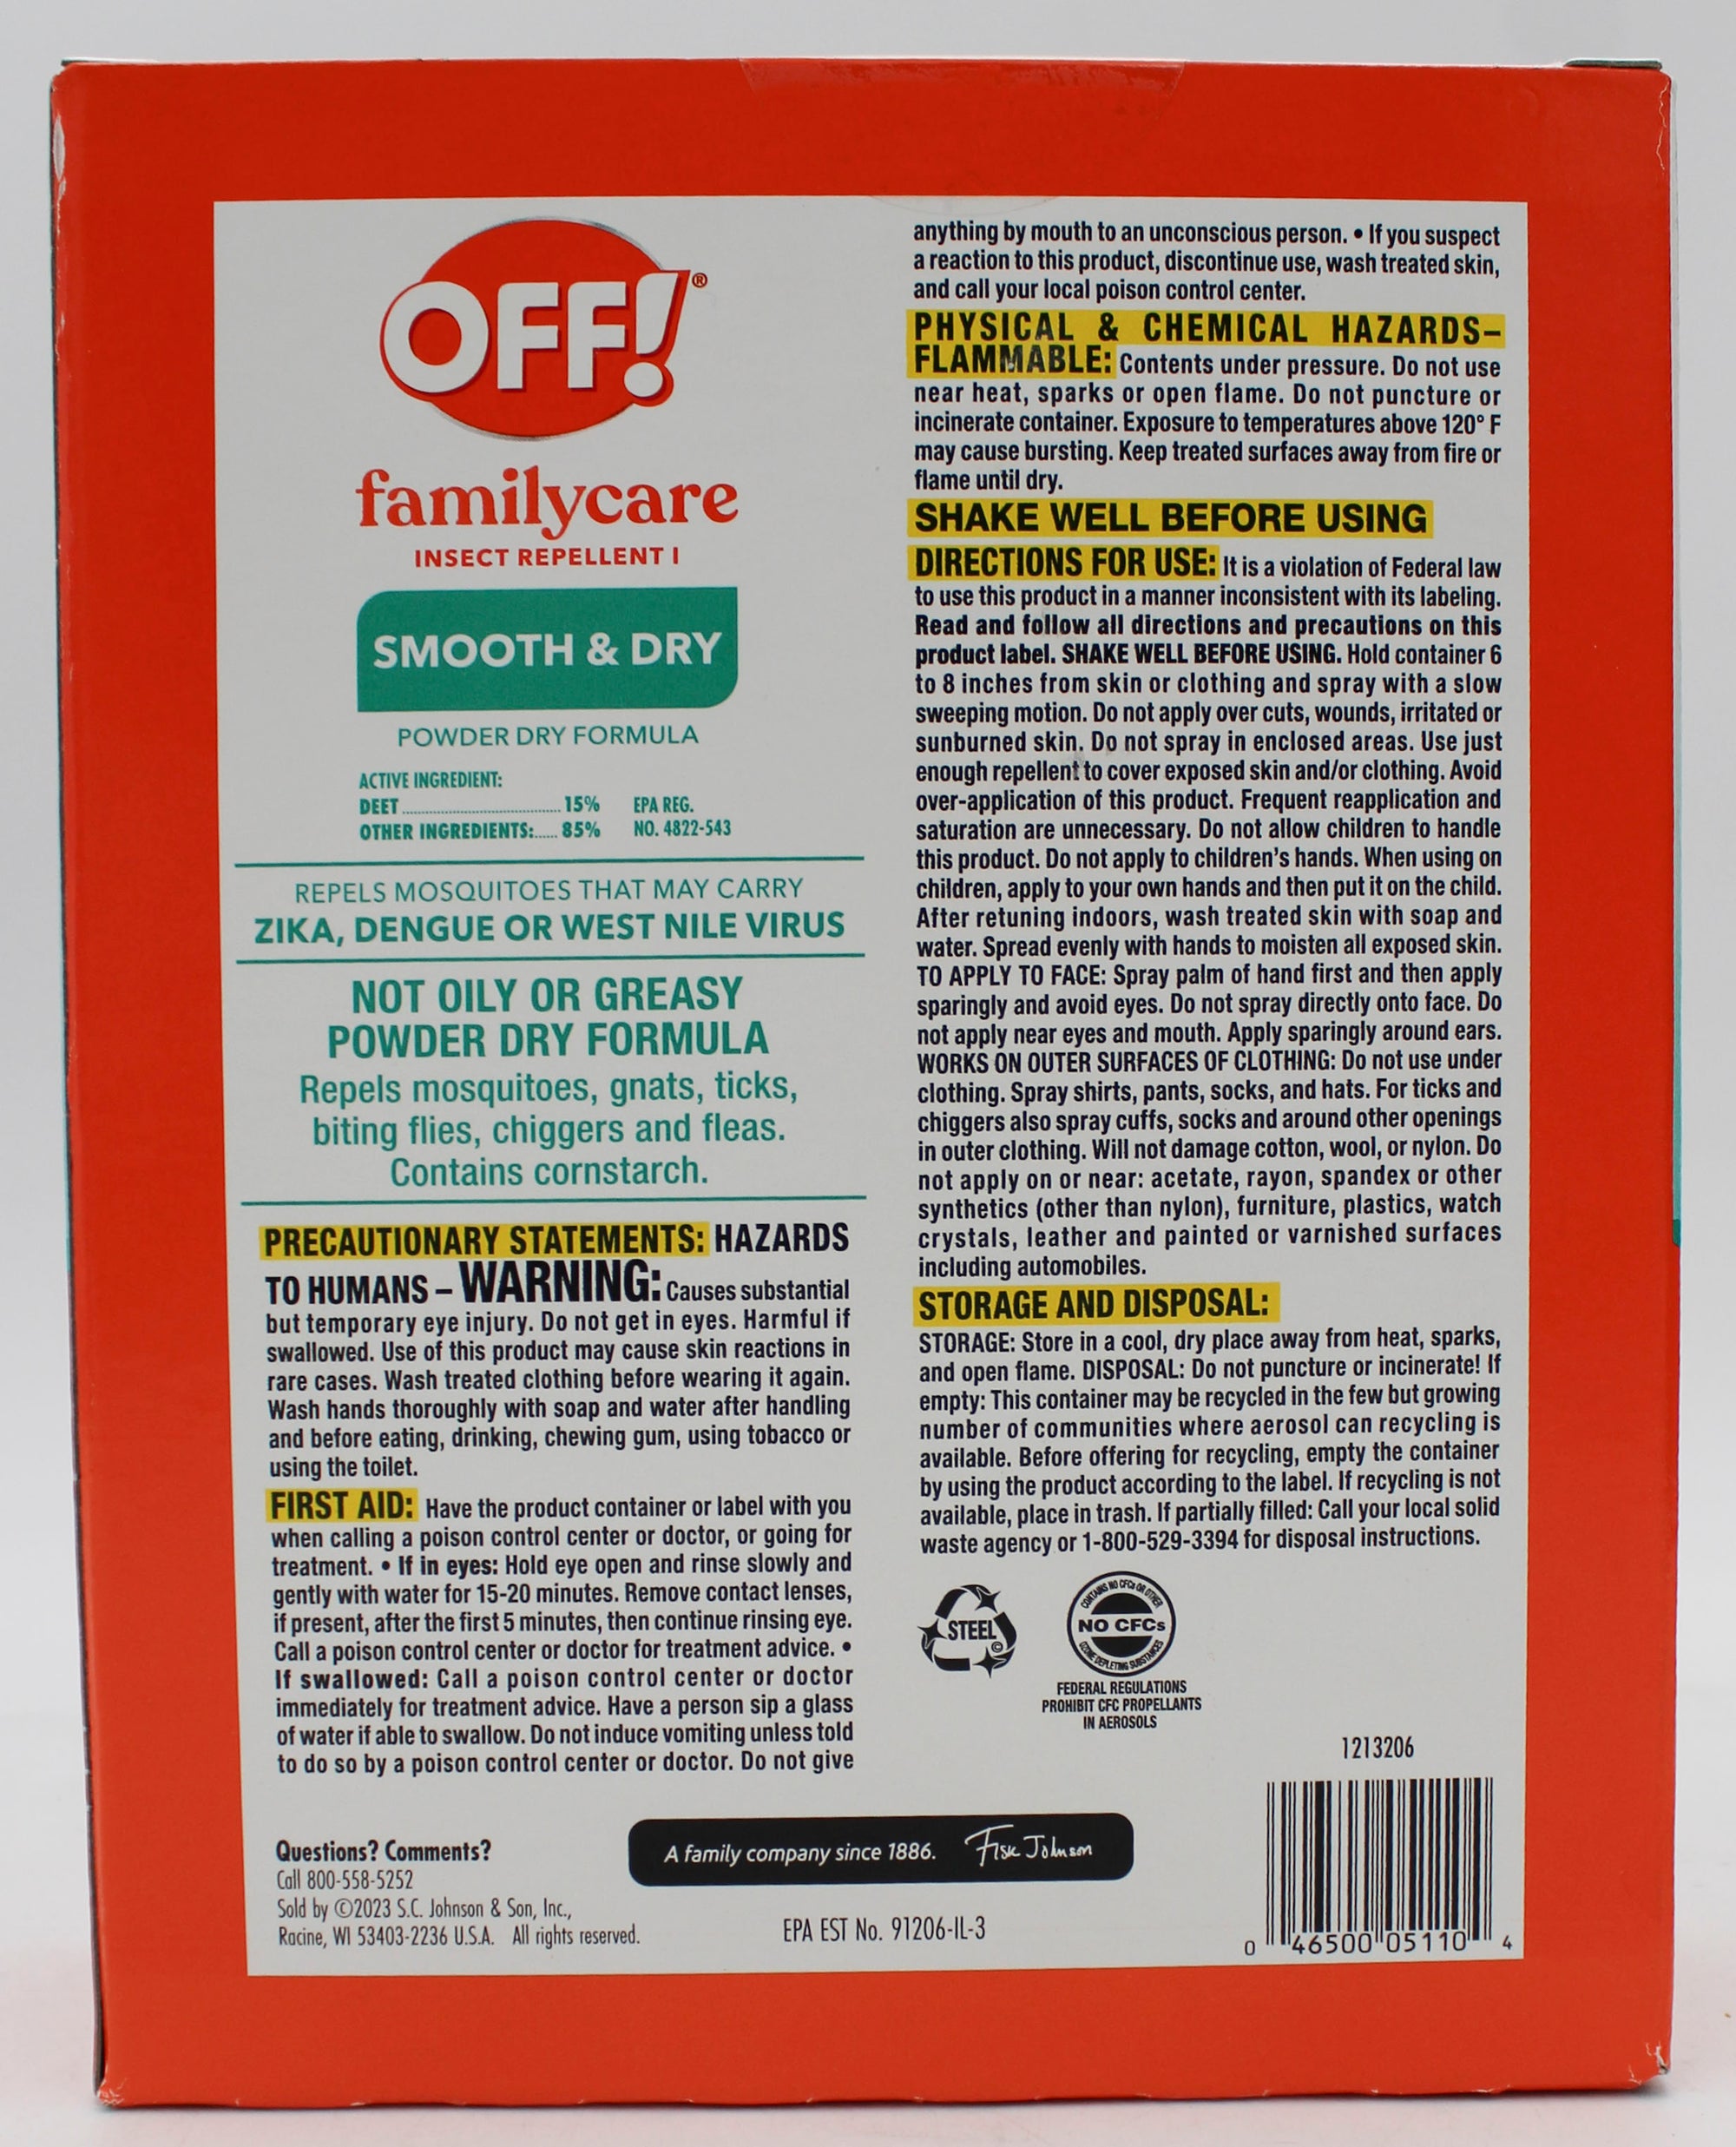 OFF!®
familycare
INSECT REPELLENT I
SMOOTH & DRY
POWDER DRY FORMULA
ACTIVE INGREDIENT:
DEET........................................15% EPA REG.
OTHER INGREDIENTS:...... 85% NO. 4822-543
REPELS MOSQUITOES THAT MAY CARRY
ZIKA, DENGUE OR WEST NILE VIRUS
NOT OILY OR GREASY
POWDER DRY FORMULA
Repels mosquitoes, gnats, ticks,
biting flies, chiggers and fleas.
Contains cornstarch.
PRECAUTIONARY STATEMENTS: HAZARDS
TO HUMANS – WARNING: Causes substantial
but temporary eye injury. Do not get in eyes. Harmful if
swallowed. Use of this product may cause skin reactions in
rare cases. Wash treated clothing before wearing it again.
Wash hands thoroughly with soap and water after handling
and before eating, drinking, chewing gum, using tobacco or
using the toilet.
FIRST AID: Have the product container or label with you
when calling a poison control center or doctor, or going for
treatment. • If in eyes: Hold eye open and rinse slowly and
gently with water for 15-20 minutes. Remove contact lenses,
if present, after the first 5 minutes, then continue rinsing eye.
Call a poison control center or doctor for treatment advice. •
If swallowed: Call a poison control center or doctor
immediately for treatment advice. Have a person sip a glass
of water if able to swallow. Do not induce vomiting unless told
to do so by a poison control center or doctor. Do not give
anything by mouth to an unconscious person. • If you suspect
a reaction to this product, discontinue use, wash treated skin,
and call your local poison control center.
PHYSICAL & CHEMICAL HAZARDS–
FLAMMABLE: Contents under pressure. Do not use
near heat, sparks or open flame. Do not puncture or
incinerate container. Exposure to temperatures above 120° F
may cause bursting. Keep treated surfaces away from fire or
flame until dry.
SHAKE WELL BEFORE USING
DIRECTIONS FOR USE: It is a violation of Federal law
to use this product in a manner inconsistent with its labeling.
Read and follow all directions and precautions on this
product label. SHAKE WELL BEFORE USING. Hold container 6
to 8 inches from skin or clothing and spray with a slow
sweeping motion. Do not apply over cuts, wounds, irritated or
sunburned skin. Do not spray in enclosed areas. Use just
enough repellent to cover exposed skin and/or clothing. Avoid
over-application of this product. Frequent reapplication and
saturation are unnecessary. Do not allow children to handle
this product. Do not apply to children's hands. When using on
children, apply to your own hands and then put it on the child.
After retuning indoors, wash treated skin with soap and
water. Spread evenly with hands to moisten all exposed skin.
TO APPLY TO FACE: Spray palm of hand first and then apply
sparingly and avoid eyes. Do not spray directly onto face. Do
not apply near eyes and mouth. Apply sparingly around ears.
WORKS ON OUTER SURFACES OF CLOTHING: Do not use under
clothing. Spray shirts, pants, socks, and hats. For ticks and
chiggers also spray cuffs, socks and around other openings
in outer clothing. Will not damage cotton, wool, or nylon. Do
not apply on or near: acetate, rayon, spandex or other
synthetics (other than nylon), furniture, plastics, watch
crystals, leather and painted or varnished surfaces
including automobiles.
STORAGE AND DISPOSAL:
STORAGE: Store in a cool, dry place away from heat, sparks,
and open flame. DISPOSAL: Do not puncture or incinerate! If
empty: This container may be recycled in the few but growing
number of communities where aerosol can recycling is
available. Before offering for recycling, empty the container
by using the product according to the label. If recycling is not
available, place in trash. If partially filled: Call your local solid
waste agency or 1-800-529-3394 for disposal instructions.
STEEL ©
CONTAINS NO CFCs OR OTHER
NO CFCs
OZONE DEPLETING SUBSTANCES
FEDERAL REGULATIONS
PROHIBIT CFC PROPELLANTS
IN AEROSOLS
1213206
0 46500 05110 4
Questions? Comments?
Call 800-558-5252
Sold by ©2023 S.C. Johnson & Son, Inc.,
Racine, WI 53403-2236 U.S.A. All rights reserved.
A family company since 1886. Fisk Johnson
EPA EST No. 91206-IL-3